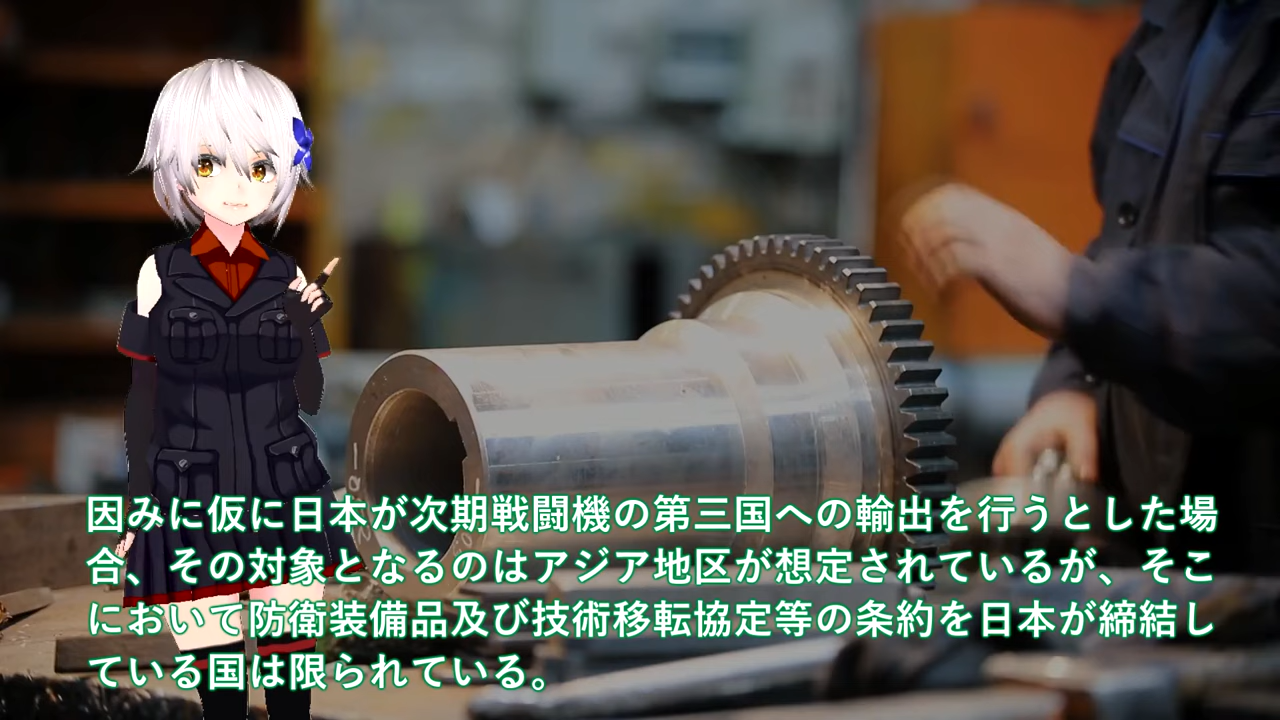 因みに仮に日本が次期戦闘機の第三国への輸出を行うとした場
合、その対象となるのはアジア地区が想定されているが、そこ
において防衛装備品及び技術移転協定等の条約を日本が締結し
ている国は限られている。